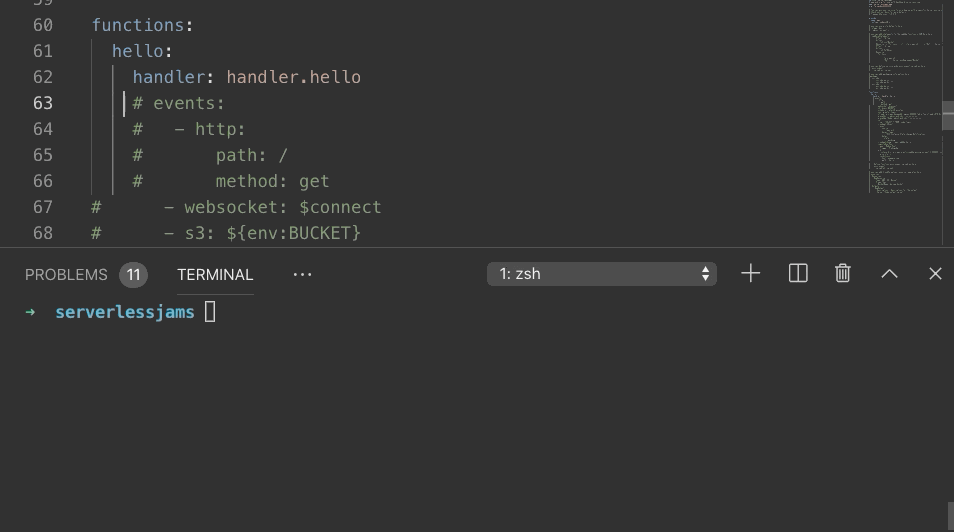 59
60 functions:
61 hello:
62 handler: handler.hello
63 # events:
64 # - http:
65 # path: /
66 # method: get
67 # - websocket: $connect
68 # - s3: ${env:BUCKET}
PROBLEMS 11 TERMINAL ··· 1: zsh
→ serverlessjams